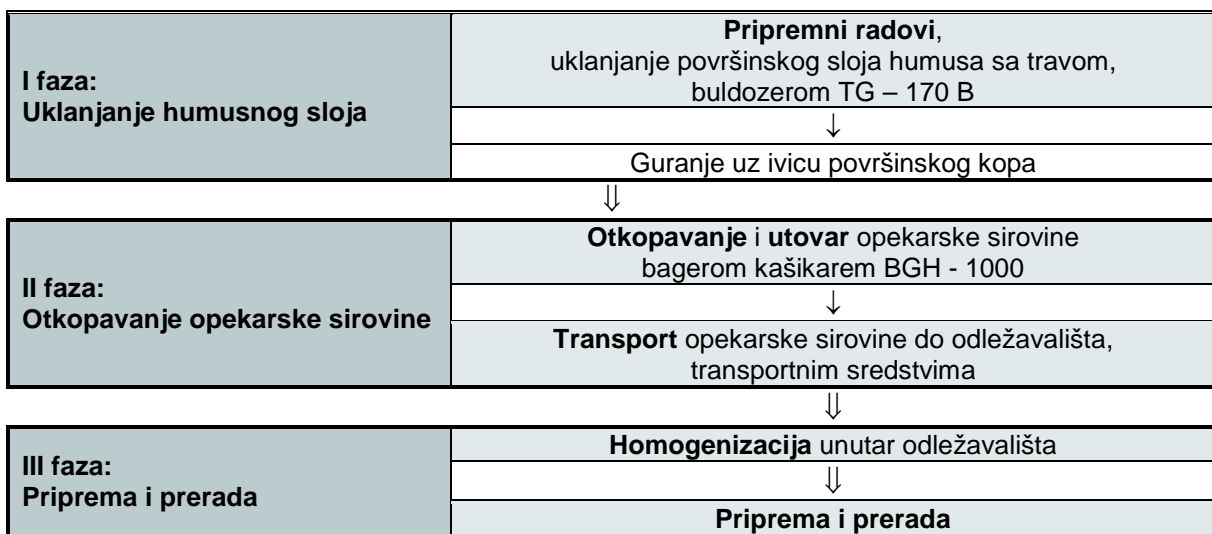 I faza:
Uklanjanje humusnog sloja
Pripremni radovi,
uklanjanje površinskog sloja humusa sa travom,
buldozerom TG – 170 B
↓
Guranje uz ivicu površinskog kopa
⇓
II faza:
Otkopavanje opekarske sirovine
Otkopavanje i utovar opekarske sirovine
bagerom kašikarem BGH - 1000
↓
Transport opekarske sirovine do odležavališta,
transportnim sredstvima
⇓
III faza:
Priprema i prerada
Homogenizacija unutar odležavališta
⇓
Priprema i prerada